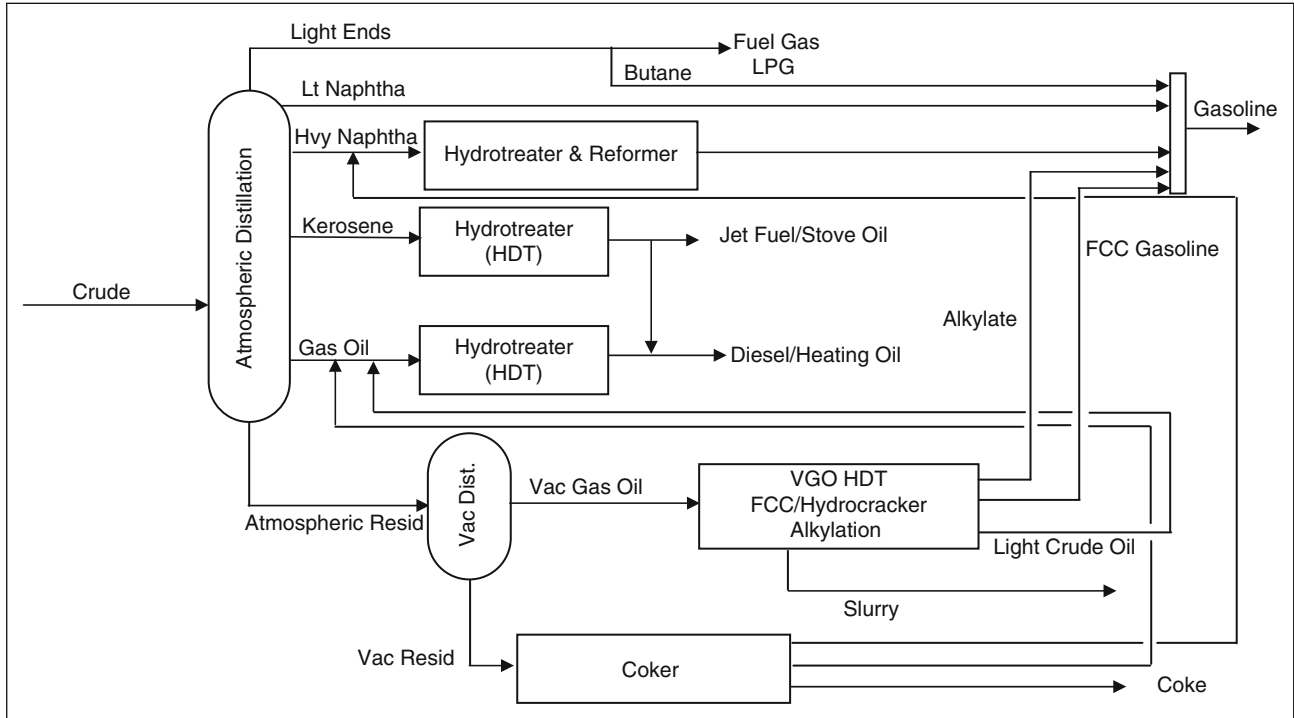 Light Ends
Fuel Gas
LPG
Butane
Lt Naphtha
Gasoline
Hvy Naphtha
Hydrotreater & Reformer
Atmospheric Distillation
Kerosene
Hydrotreater
(HDT)
Jet Fuel/Stove Oil
FCC Gasoline
Crude
Alkylate
Gas Oil
Hydrotreater
(HDT)
Diesel/Heating Oil
Vac Dist.
Vac Gas Oil
VGO HDT
FCC/Hydrocracker
Alkylation
Atmospheric Resid
Light Crude Oil
Slurry
Vac Resid
Coker
Coke